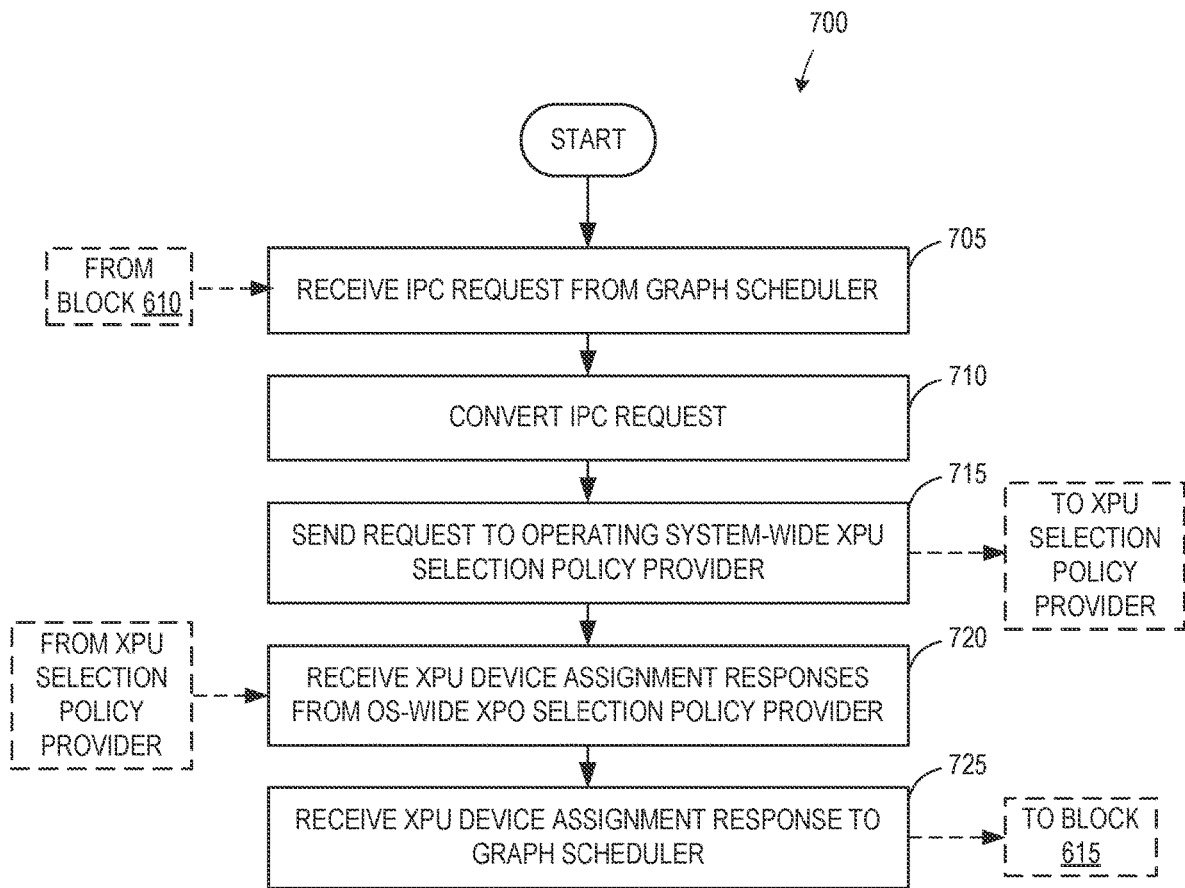 700
START
705
FROM
BLOCK 610
RECEIVE IPC REQUEST FROM GRAPH SCHEDULER
710
CONVERT IPC REQUEST
715
SEND REQUEST TO OPERATING SYSTEM-WIDE XPU
SELECTION POLICY PROVIDER
TO XPU
SELECTION
POLICY
PROVIDER
720
FROM XPU
SELECTION
POLICY
PROVIDER
RECEIVE XPU DEVICE ASSIGNMENT RESPONSES
FROM OS-WIDE XPO SELECTION POLICY PROVIDER
725
RECEIVE XPU DEVICE ASSIGNMENT RESPONSE TO
GRAPH SCHEDULER
TO BLOCK
615